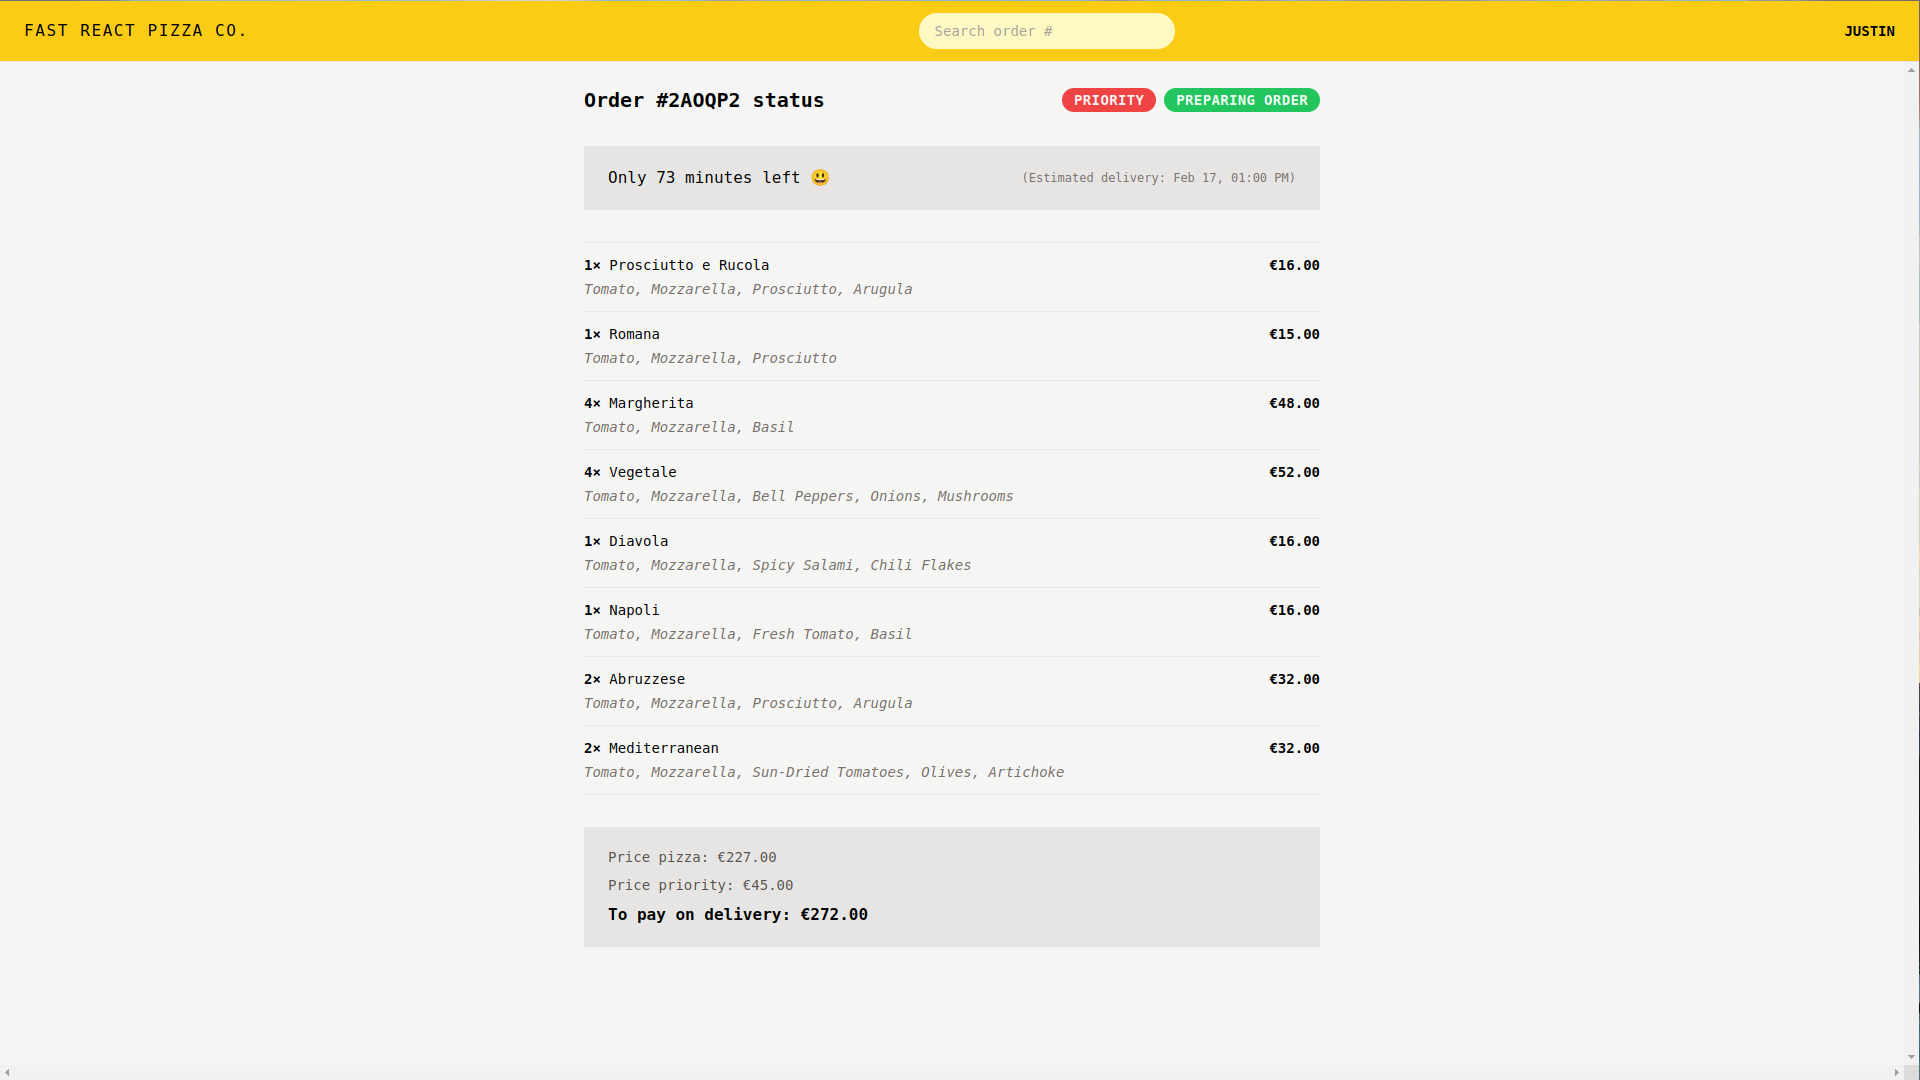 FAST REACT PIZZA CO.
Search order #
JUSTIN
Order #2AOQP2 status
PRIORITY
PREPARING ORDER
Only 73 minutes left 😃
(Estimated delivery: Feb 17, 01:00 PM)
1× Prosciutto e Rucola
€16.00
Tomato, Mozzarella, Prosciutto, Arugula
1× Romana
€15.00
Tomato, Mozzarella, Prosciutto
4× Margherita
€48.00
Tomato, Mozzarella, Basil
4× Vegetale
€52.00
Tomato, Mozzarella, Bell Peppers, Onions, Mushrooms
1× Diavola
€16.00
Tomato, Mozzarella, Spicy Salami, Chili Flakes
1× Napoli
€16.00
Tomato, Mozzarella, Fresh Tomato, Basil
2× Abruzzese
€32.00
Tomato, Mozzarella, Prosciutto, Arugula
2× Mediterranean
€32.00
Tomato, Mozzarella, Sun-Dried Tomatoes, Olives, Artichoke
Price pizza: €227.00
Price priority: €45.00
To pay on delivery: €272.00